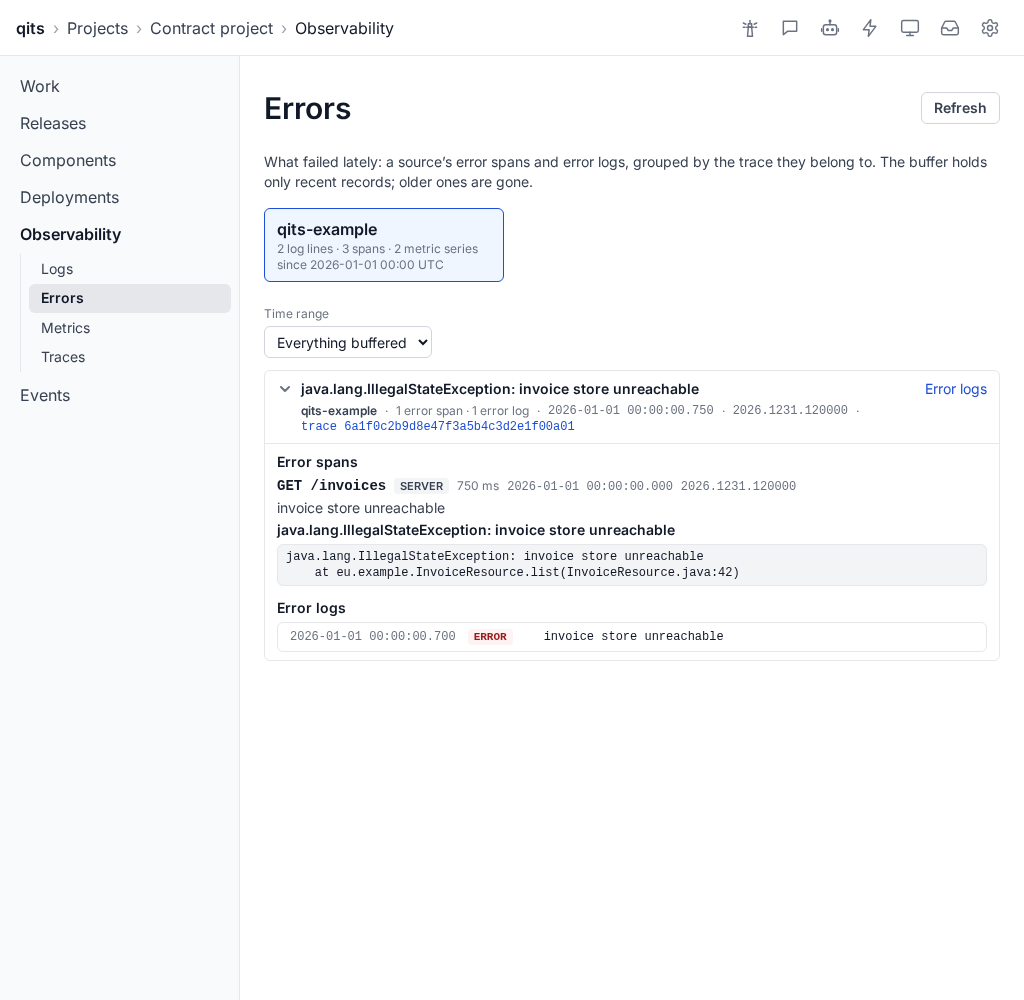 qits › Projects › Contract project › Observability
Work
Releases
Components
Deployments
Observability
Logs
Errors
Metrics
Traces
Events
Errors
Refresh
What failed lately: a source’s error spans and error logs, grouped by the trace they belong to. The buffer holds
only recent records; older ones are gone.
qits-example
2 log lines · 3 spans · 2 metric series
since 2026-01-01 00:00 UTC
Time range
Everything buffered
java.lang.IllegalStateException: invoice store unreachable
Error logs
qits-example · 1 error span · 1 error log · 2026-01-01 00:00:00.750 · 2026.1231.120000 ·
trace 6a1f0c2b9d8e47f3a5b4c3d2e1f00a01
Error spans
GET /invoices SERVER 750 ms 2026-01-01 00:00:00.000 2026.1231.120000
invoice store unreachable
java.lang.IllegalStateException: invoice store unreachable
java.lang.IllegalStateException: invoice store unreachable
at eu.example.InvoiceResource.list(InvoiceResource.java:42)
Error logs
2026-01-01 00:00:00.700 ERROR invoice store unreachable